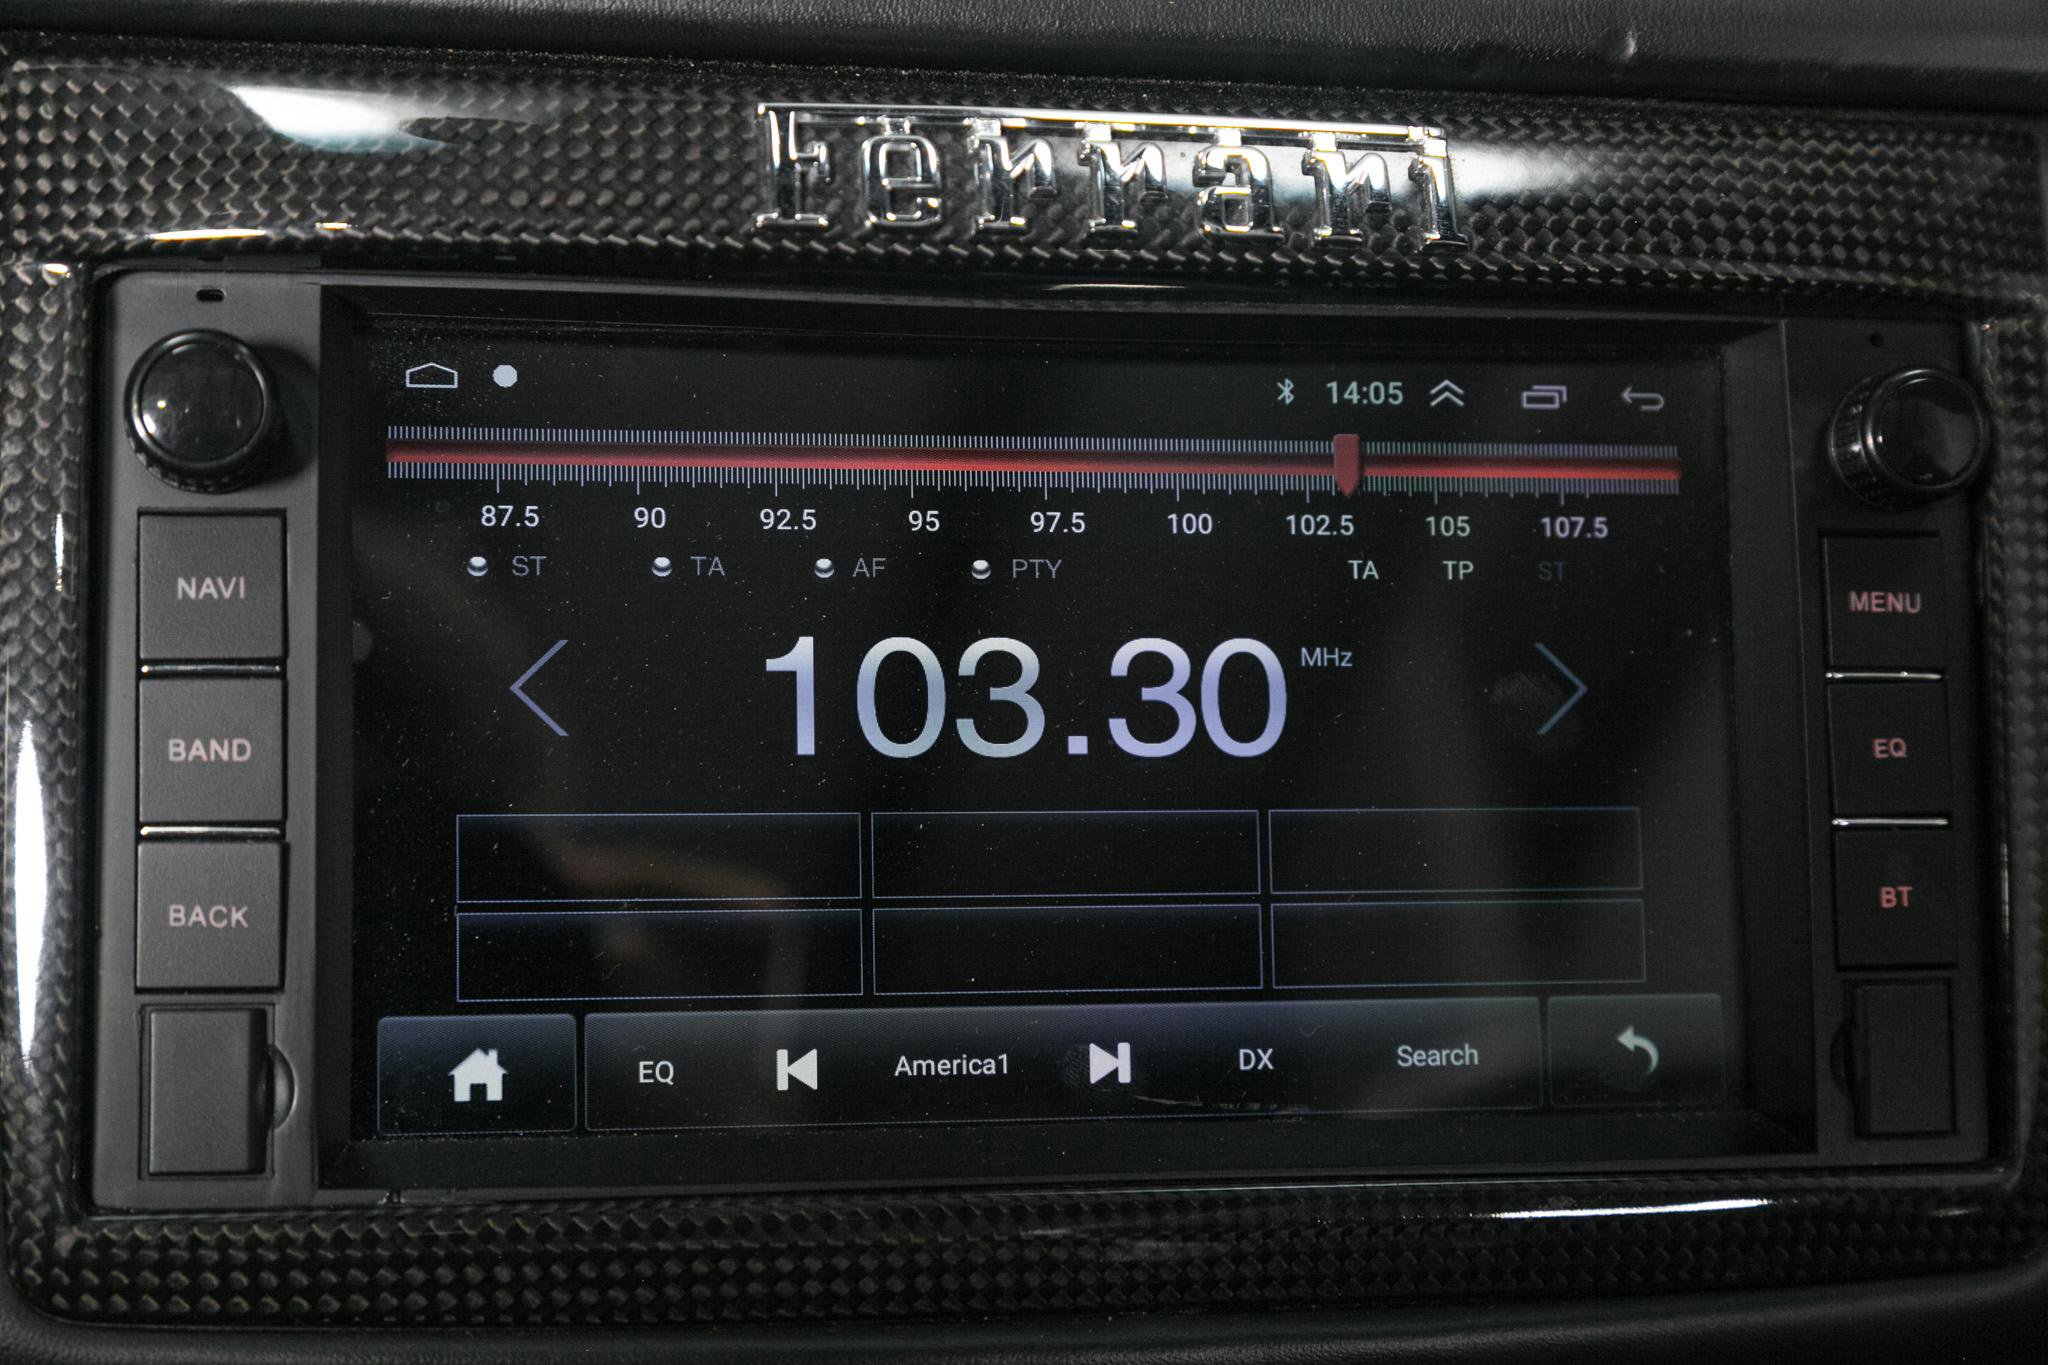 Ferrari
14:05
87.5 90 92.5 95 97.5 100 102.5 105 107.5
ST TA AF PTY TA TP ST
NAVI
MENU
103.30 MHz
BAND
EQ
BACK
BT
EQ America1 DX Search